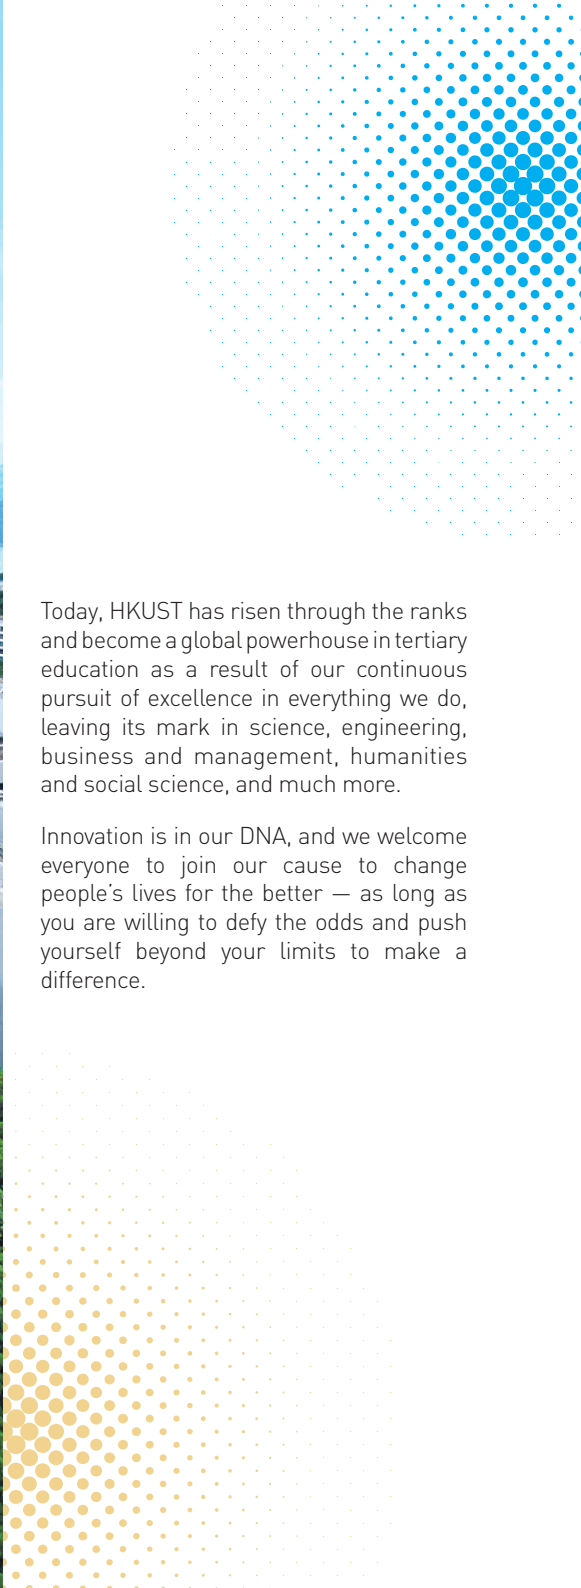 Today, HKUST has risen through the ranks
and become a global powerhouse in tertiary
education as a result of our continuous
pursuit of excellence in everything we do,
leaving its mark in science, engineering,
business and management, humanities
and social science, and much more.
Innovation is in our DNA, and we welcome
everyone to join our cause to change
people's lives for the better — as long as
you are willing to defy the odds and push
yourself beyond your limits to make a
difference.